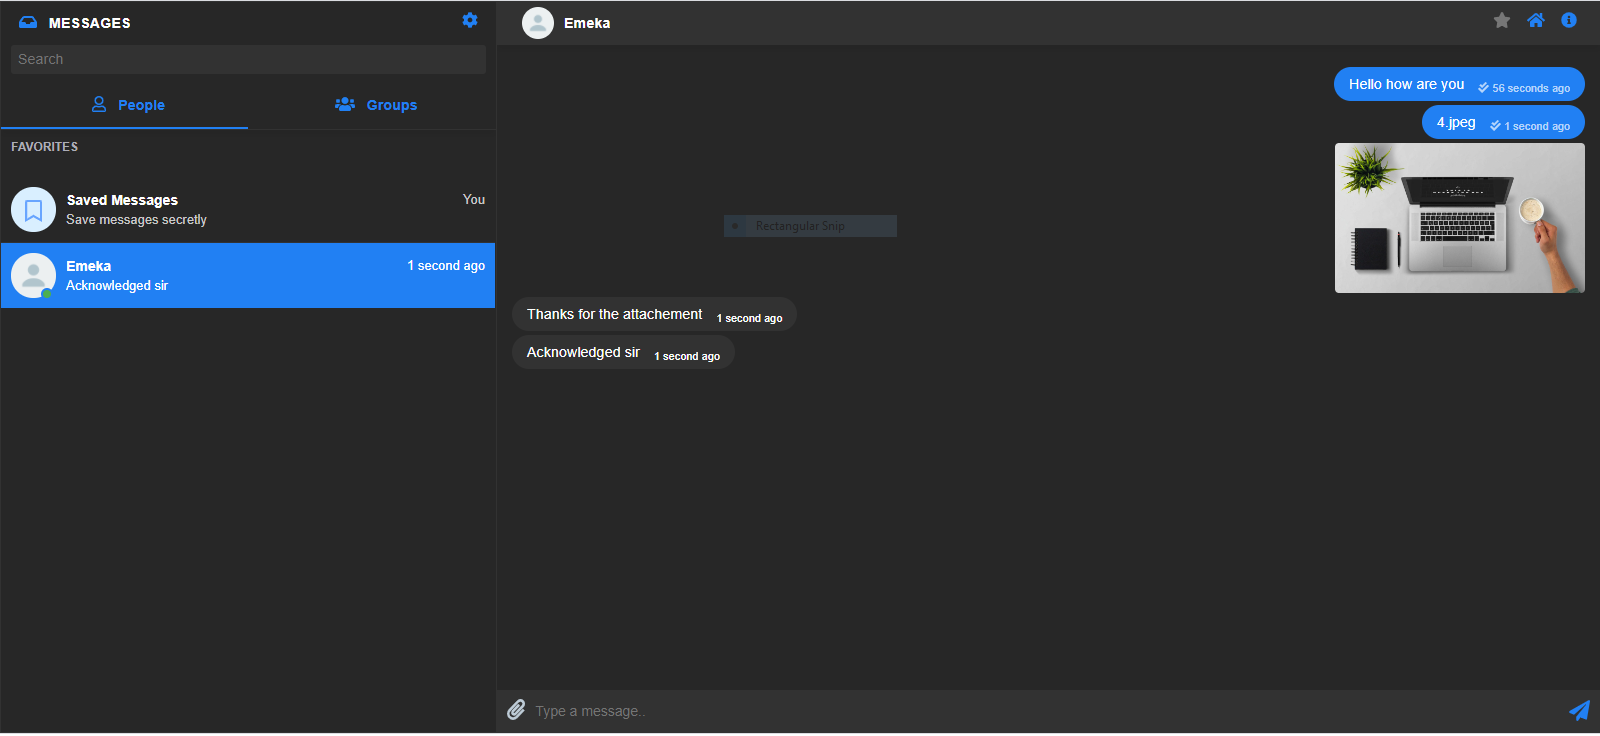 MESSAGES
Search
People
Groups
FAVORITES
Saved Messages
You
Save messages secretly
Emeka
1 second ago
Acknowledged sir
Emeka
Hello how are you 56 seconds ago
4.jpeg 1 second ago
Rectangular Snip
Thanks for the attachement 1 second ago
Acknowledged sir 1 second ago
Type a message..